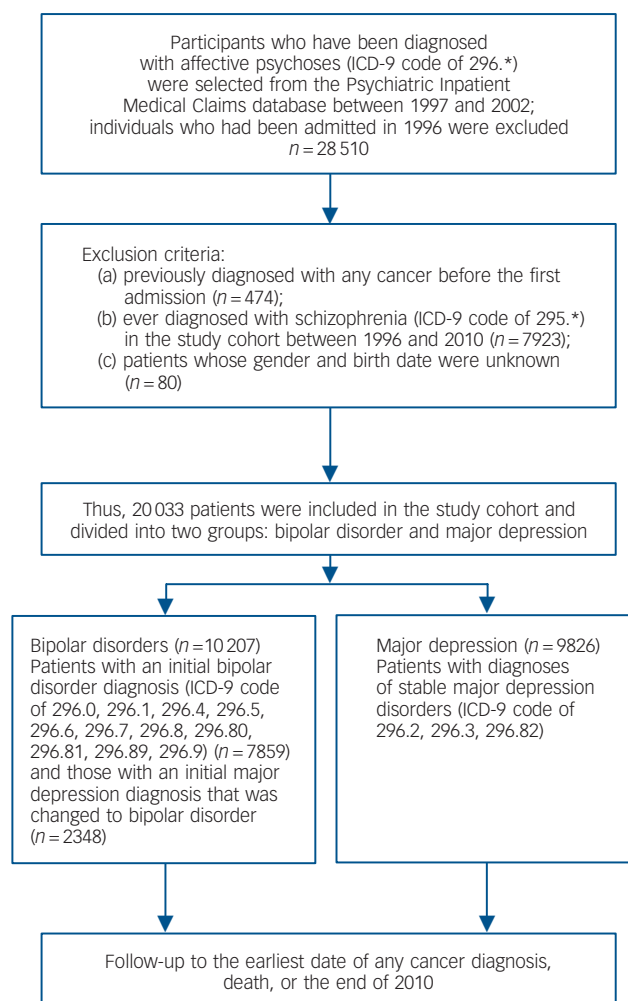 Participants who have been diagnosed
with affective psychoses (ICD-9 code of 296.*)
were selected from the Psychiatric Inpatient
Medical Claims database between 1997 and 2002;
individuals who had been admitted in 1996 were excluded
n = 28 510
Exclusion criteria:
(a) previously diagnosed with any cancer before the first
admission (n = 474);
(b) ever diagnosed with schizophrenia (ICD-9 code of 295.*)
in the study cohort between 1996 and 2010 (n = 7923);
(c) patients whose gender and birth date were unknown
(n = 80)
Thus, 20 033 patients were included in the study cohort and
divided into two groups: bipolar disorder and major depression
Bipolar disorders (n = 10 207)
Patients with an initial bipolar
disorder diagnosis (ICD-9 code
of 296.0, 296.1, 296.4, 296.5,
296.6, 296.7, 296.8, 296.80,
296.81, 296.89, 296.9) (n = 7859)
and those with an initial major
depression diagnosis that was
changed to bipolar disorder
(n = 2348)
Major depression (n = 9826)
Patients with diagnoses
of stable major depression
disorders (ICD-9 code of
296.2, 296.3, 296.82)
Follow-up to the earliest date of any cancer diagnosis,
death, or the end of 2010